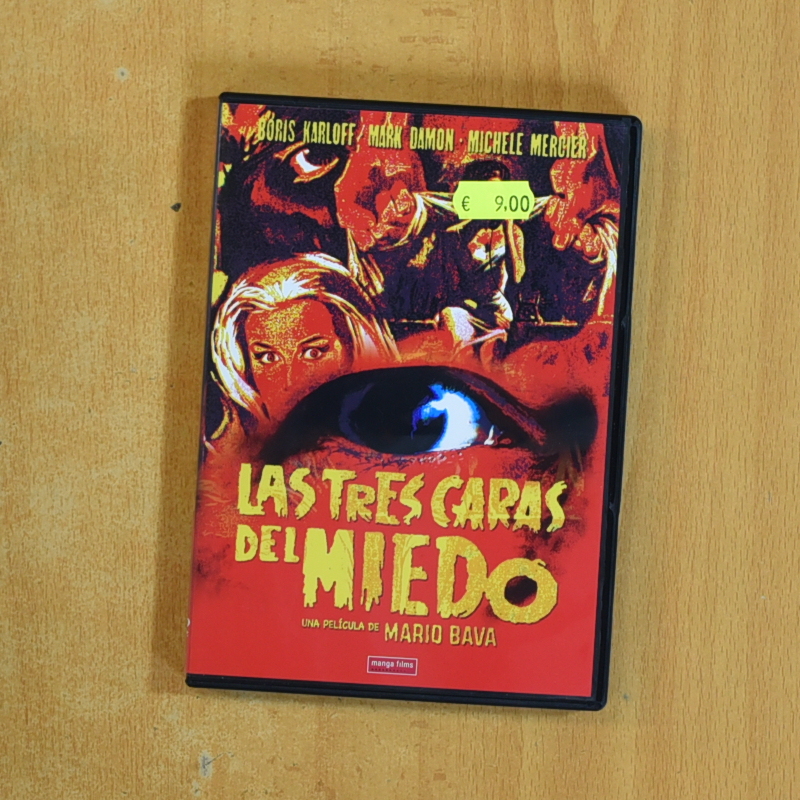 BORIS KARLOFF / MARK DAMON · MICHELE MERCIER
€ 9,00
LAS TRES CARAS
DEL MIEDO
UNA PELÍCULA DE MARIO BAVA
manga films